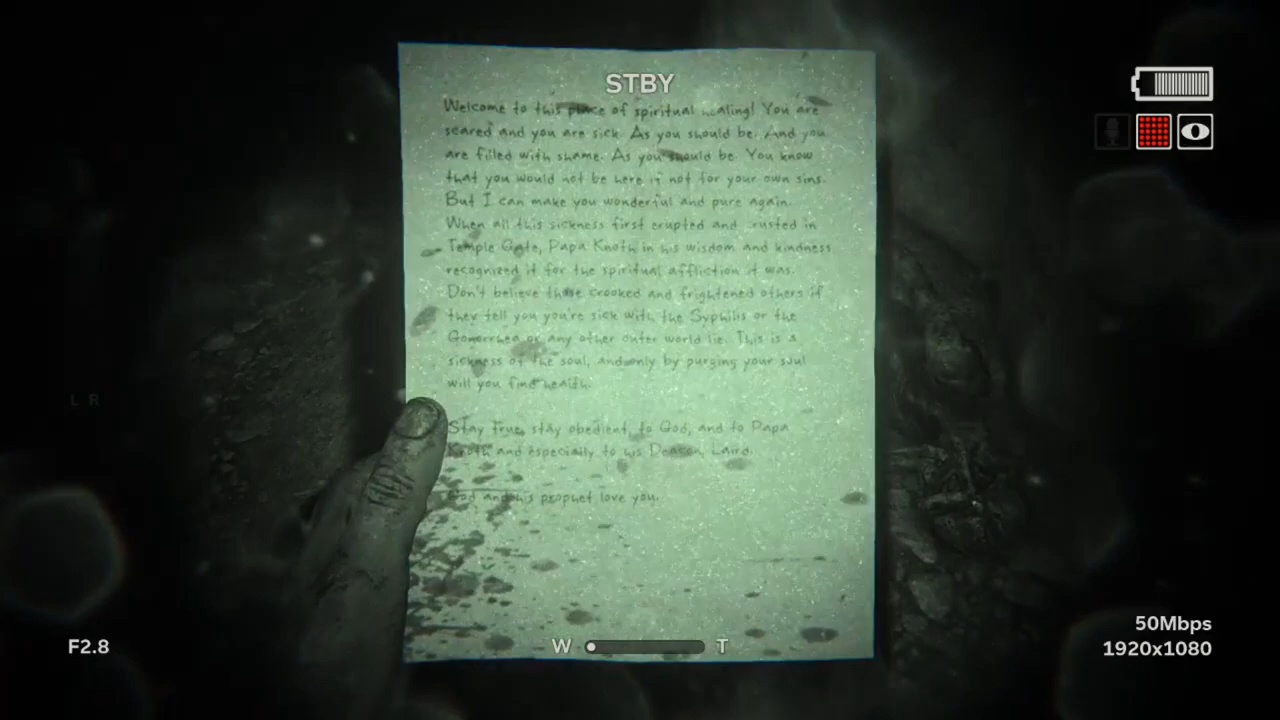 STBY
Welcome to this place of spiritual healing! You are
scared and you are sick. As you should be. And you
are filled with shame. As you should be. You know
that you would not be here if not for your own sins.
But I can make you wonderful and pure again.
When all this sickness first erupted and crusted in
Temple Gate, Papa Knoth in his wisdom and kindness
recognized it for the spiritual affliction it was.
Don't believe those crooked and frightened others if
they tell you you're sick with the Syphilis or the
Gonorrhea or any other outer world lie. This is a
sickness of the soul, and only by purging your soul
will you find health.
Stay True, stay obedient, to God, and to Papa
Knoth and especially to his Deacon, Laird.
God and his prophet love you.
L R
F2.8
W T
50Mbps
1920x1080